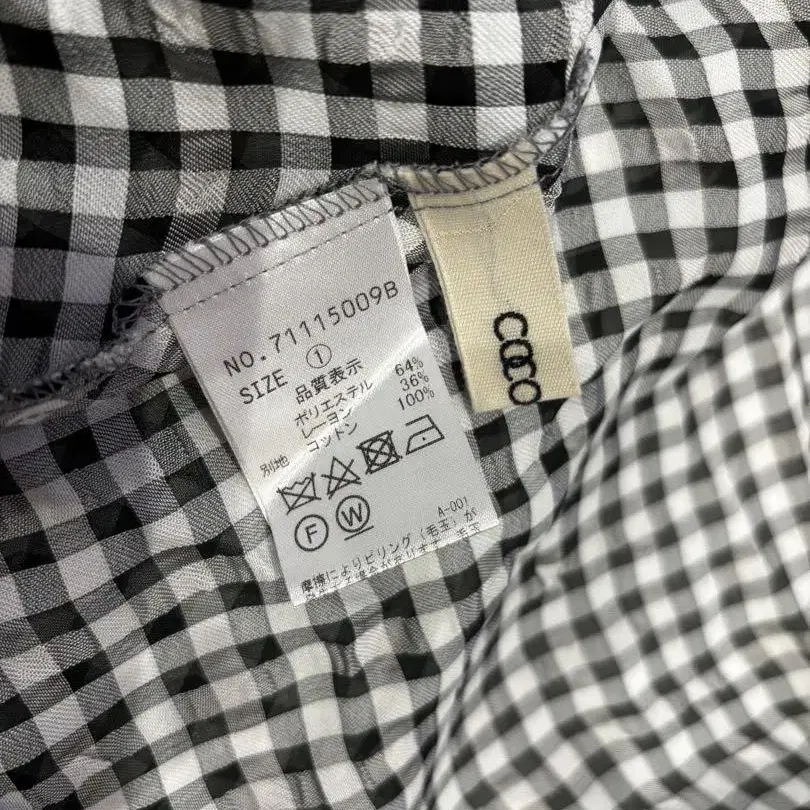 NO.71115009B
SIZE ①
品質表示
ポリエステル 64%
レーヨン 36%
別地 コットン 100%
F W
A-001
摩擦によりピリング(毛玉)が
coco